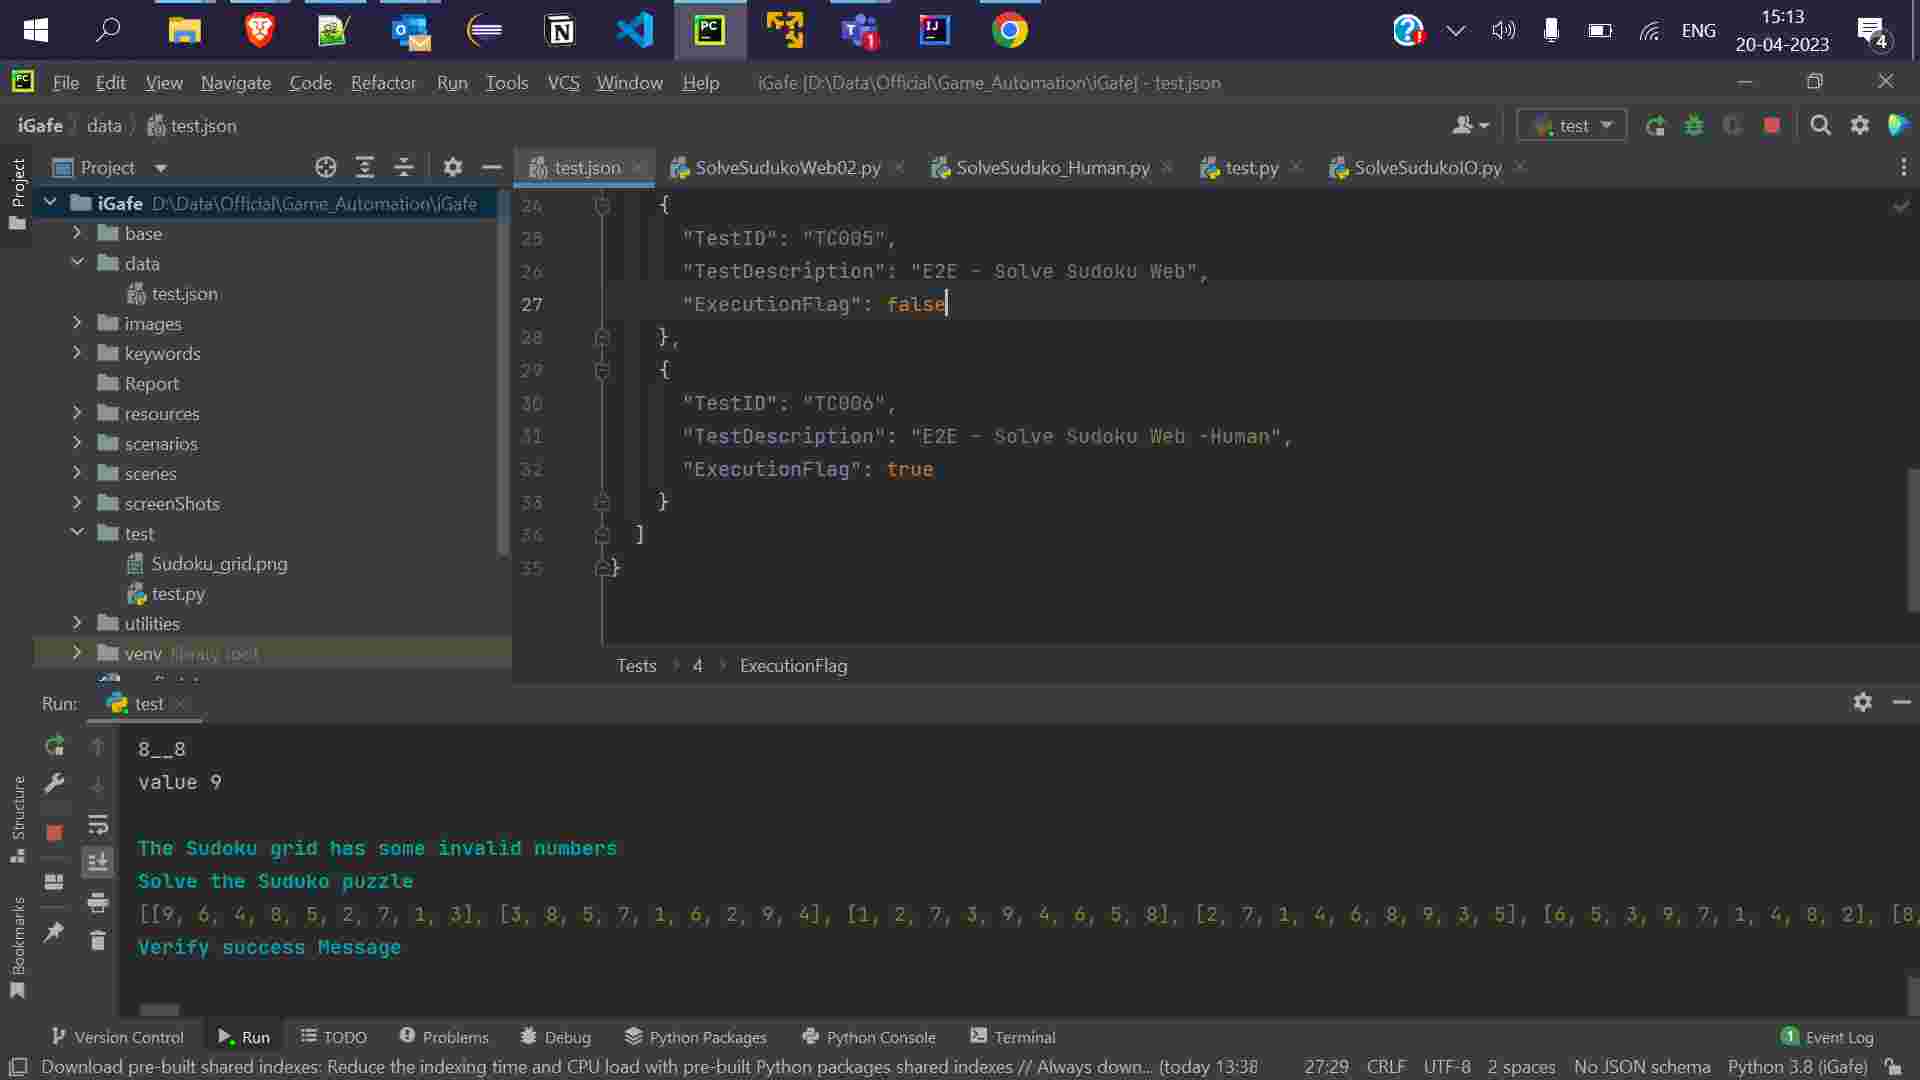 ENG
15:13
20-04-2023
4
1
File Edit View Navigate Code Refactor Run Tools VCS Window Help iGafe [D:\Data\Official\Game_Automation\iGafe] - test.json
iGafe data test.json
test
Project
test.json SolveSudukoWeb02.py SolveSuduko_Human.py test.py SolveSudukoIO.py
Project
iGafe D:\Data\Official\Game_Automation\iGafe
base
data
test.json
images
keywords
Report
resources
scenarios
scenes
screenShots
test
Sudoku_grid.png
test.py
utilities
venv library root
24 {
25 "TestID": "TC005",
26 "TestDescription": "E2E - Solve Sudoku Web",
27 "ExecutionFlag": false
28 },
29 {
30 "TestID": "TC006",
31 "TestDescription": "E2E - Solve Sudoku Web -Human",
32 "ExecutionFlag": true
33 }
34 ]
35 }
Tests 4 ExecutionFlag
Run: test
8__8
value 9
The Sudoku grid has some invalid numbers
Solve the Suduko puzzle
[[9, 6, 4, 8, 5, 2, 7, 1, 3], [3, 8, 5, 7, 1, 6, 2, 9, 4], [1, 2, 7, 3, 9, 4, 6, 5, 8], [2, 7, 1, 4, 6, 8, 9, 3, 5], [6, 5, 3, 9, 7, 1, 4, 8, 2], [8,
Verify success Message
Structure
Bookmarks
Version Control Run TODO Problems Debug Python Packages Python Console Terminal 1 Event Log
Download pre-built shared indexes: Reduce the indexing time and CPU load with pre-built Python packages shared indexes // Always down... (today 13:38 27:29 CRLF UTF-8 2 spaces No JSON schema Python 3.8 (iGafe)